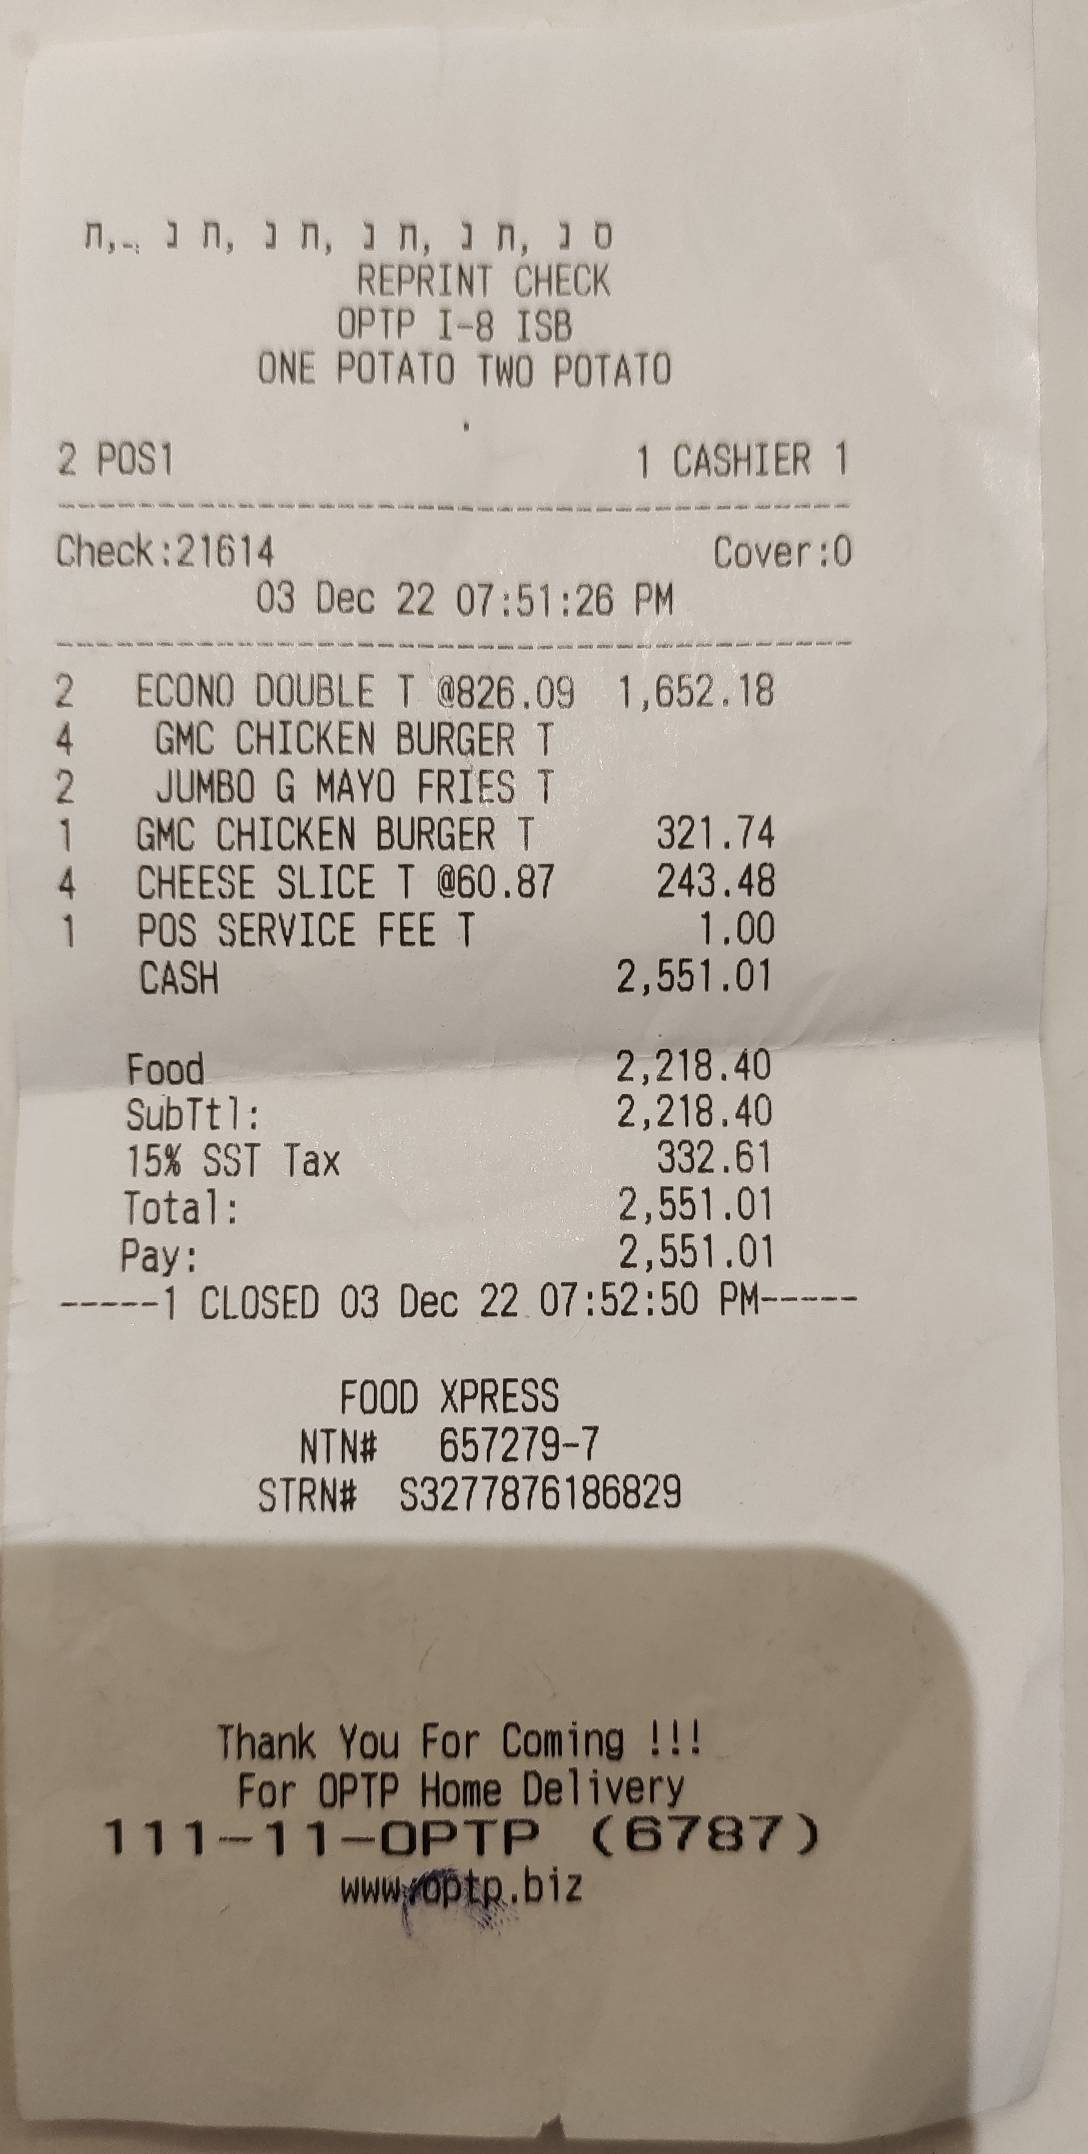 REPRINT CHECK
OPTP I-8 ISB
ONE POTATO TWO POTATO
2 POS1 1 CASHIER 1
Check:21614 Cover:0
03 Dec 22 07:51:26 PM
2 ECONO DOUBLE T @826.09 1,652.18
4 GMC CHICKEN BURGER T
2 JUMBO G MAYO FRIES T
1 GMC CHICKEN BURGER T 321.74
4 CHEESE SLICE T @60.87 243.48
1 POS SERVICE FEE T 1.00
CASH 2,551.01
Food 2,218.40
SubTtl: 2,218.40
15% SST Tax 332.61
Total: 2,551.01
Pay: 2,551.01
-----1 CLOSED 03 Dec 22 07:52:50 PM-----
FOOD XPRESS
NTN# 657279-7
STRN# S3277876186829
Thank You For Coming !!!
For OPTP Home Delivery
111-11-OPTP (6787)
www.optp.biz